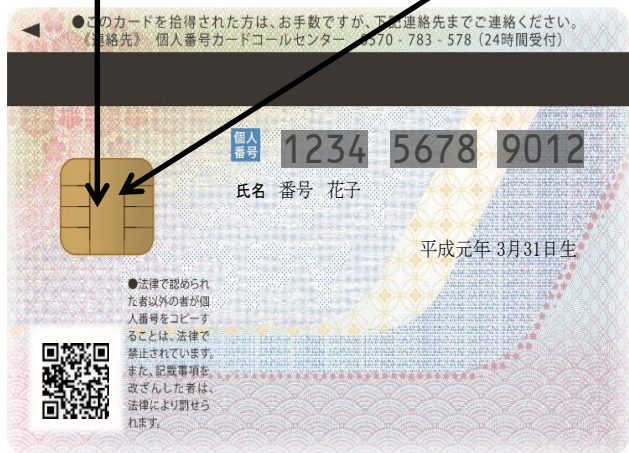 ●このカードを拾得された方は、お手数ですが、下記連絡先までご連絡ください。
《連絡先》 個人番号カードコールセンター 0570-783-578(24時間受付)
個人番号 1234 5678 9012
氏名 番号 花子
平成元年 3月31日生
●法律で認められ
た者以外の者が個
人番号をコピーす
ることは、法律で
禁止されています。
また、記載事項を
改ざんした者は、
法律により罰せら
れます。